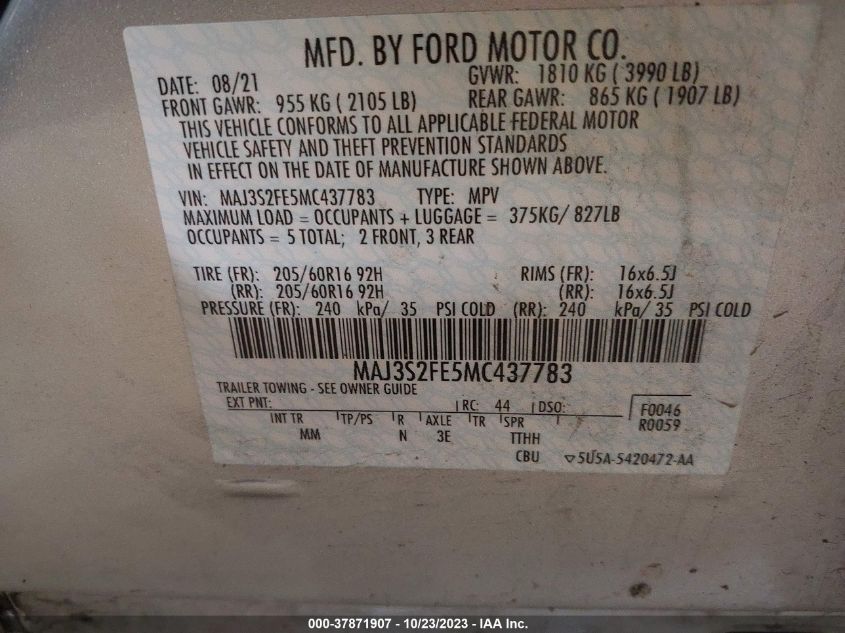 MFD. BY FORD MOTOR CO.
DATE: 08/21 GVWR: 1810 KG ( 3990 LB)
FRONT GAWR: 955 KG ( 2105 LB) REAR GAWR: 865 KG ( 1907 LB)
THIS VEHICLE CONFORMS TO ALL APPLICABLE FEDERAL MOTOR
VEHICLE SAFETY AND THEFT PREVENTION STANDARDS
IN EFFECT ON THE DATE OF MANUFACTURE SHOWN ABOVE.
VIN: MAJ3S2FE5MC437783 TYPE: MPV
MAXIMUM LOAD = OCCUPANTS + LUGGAGE = 375KG/ 827LB
OCCUPANTS = 5 TOTAL; 2 FRONT, 3 REAR
TIRE (FR): 205/60R16 92H RIMS (FR): 16x6.5J
(RR): 205/60R16 92H (RR): 16x6.5J
PRESSURE (FR): 240 kPa/ 35 PSI COLD (RR): 240 kPa/ 35 PSI COLD
MAJ3S2FE5MC437783
TRAILER TOWING - SEE OWNER GUIDE
EXT PNT: RC: 44 DSO: F0046
INT TR TP/PS R AXLE TR SPR R0059
MM N 3E TTHH
CBU ▽5U5A-5420472-AA
000-37871907 - 10/23/2023 - IAA Inc.